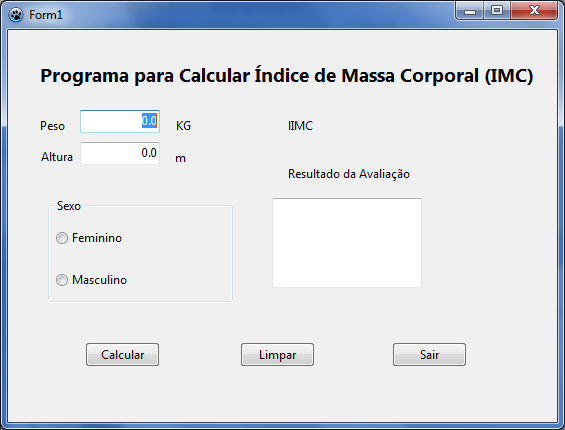 Form1
Programa para Calcular Índice de Massa Corporal (IMC)
Peso 0.0 KG IIMC
Altura 0.0 m
Resultado da Avaliação
Sexo
Feminino
Masculino
Calcular Limpar Sair